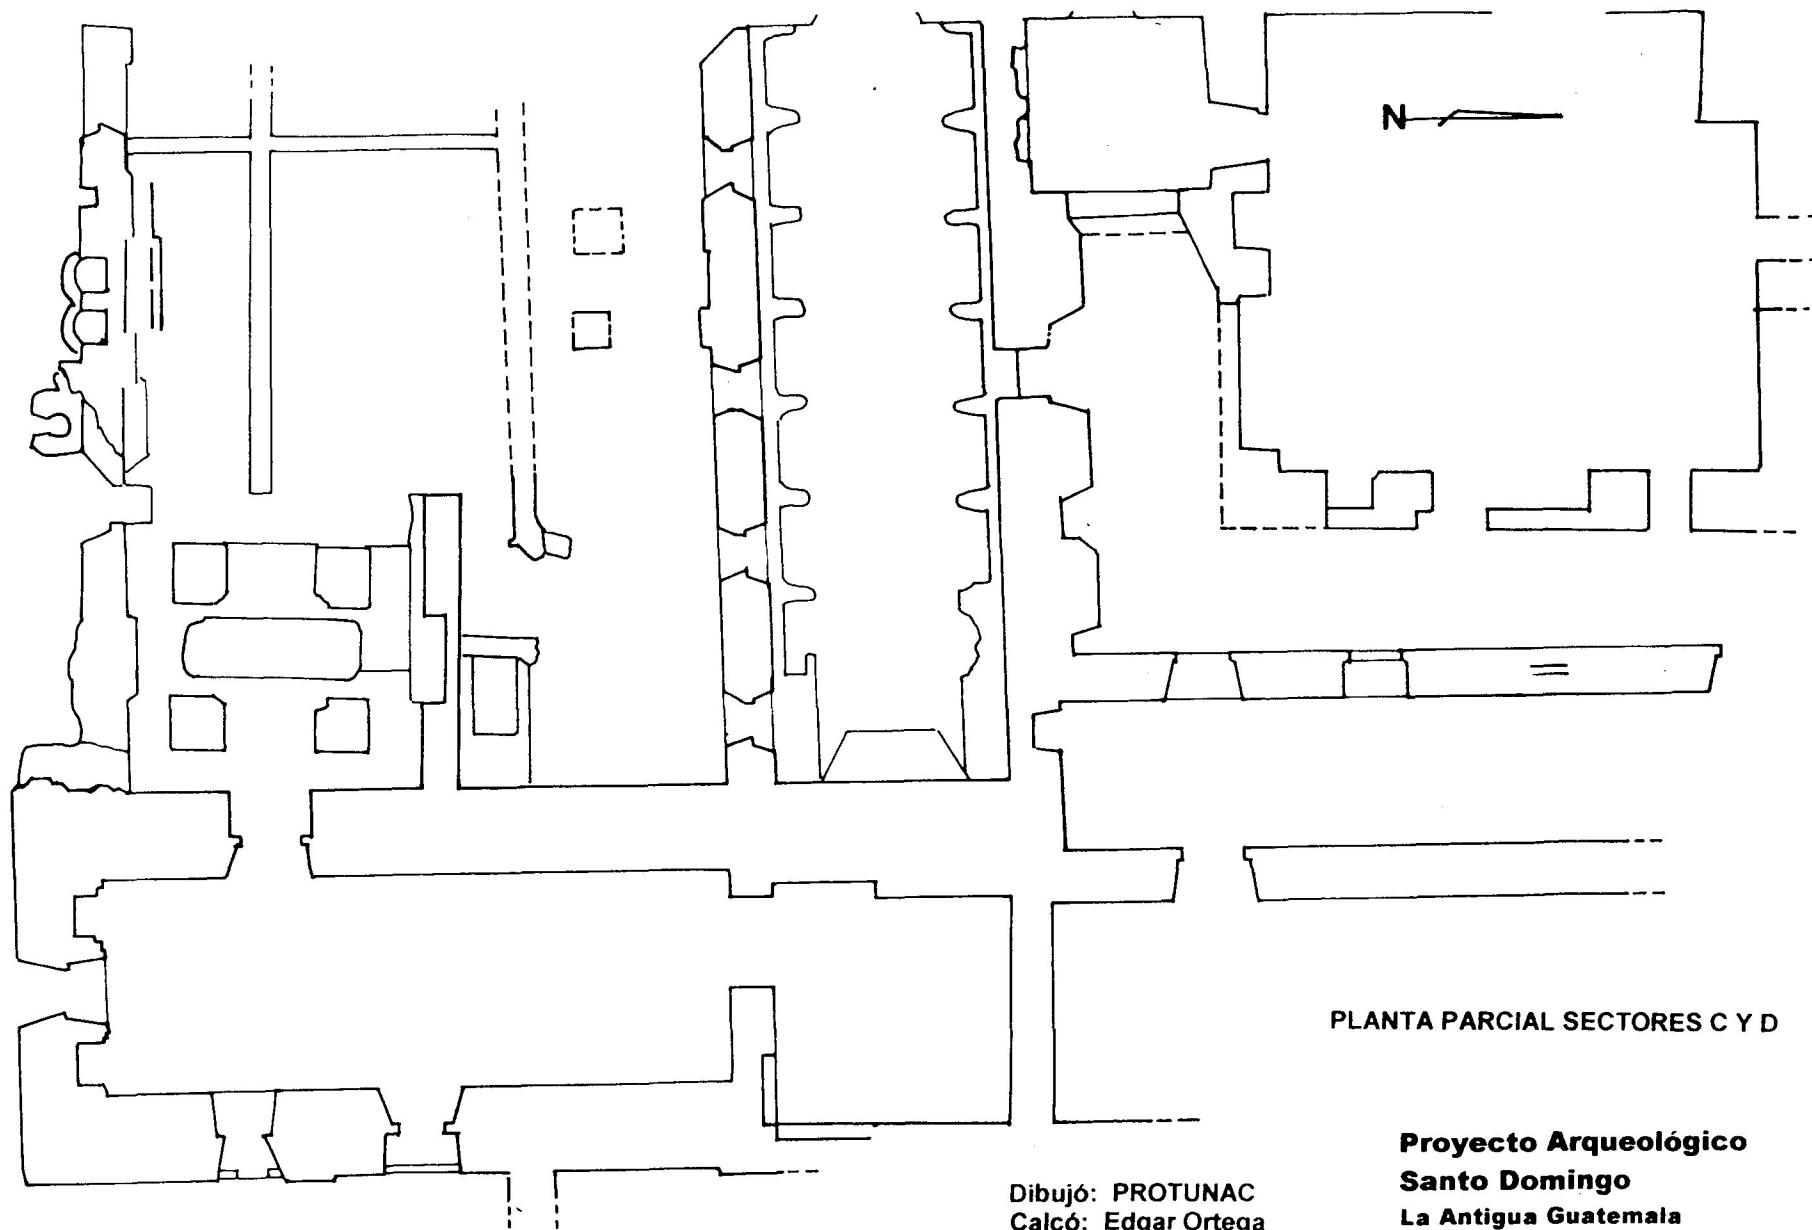 N
PLANTA PARCIAL SECTORES C Y D
Proyecto Arqueológico
Santo Domingo
La Antigua Guatemala
Dibujó: PROTUNAC
Calcó: Edgar Ortega